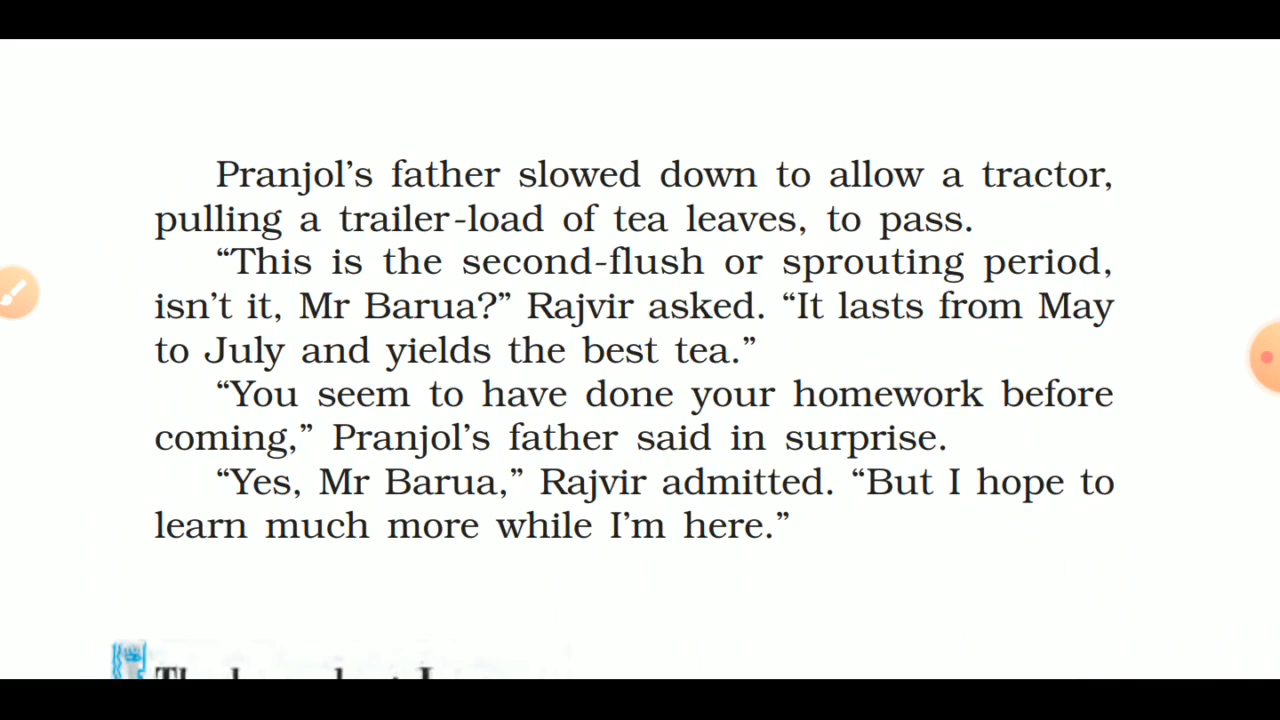 Pranjol’s father slowed down to allow a tractor,
pulling a trailer-load of tea leaves, to pass.
“This is the second-flush or sprouting period,
isn’t it, Mr Barua?” Rajvir asked. “It lasts from May
to July and yields the best tea.”
“You seem to have done your homework before
coming,” Pranjol’s father said in surprise.
“Yes, Mr Barua,” Rajvir admitted. “But I hope to
learn much more while I’m here.”